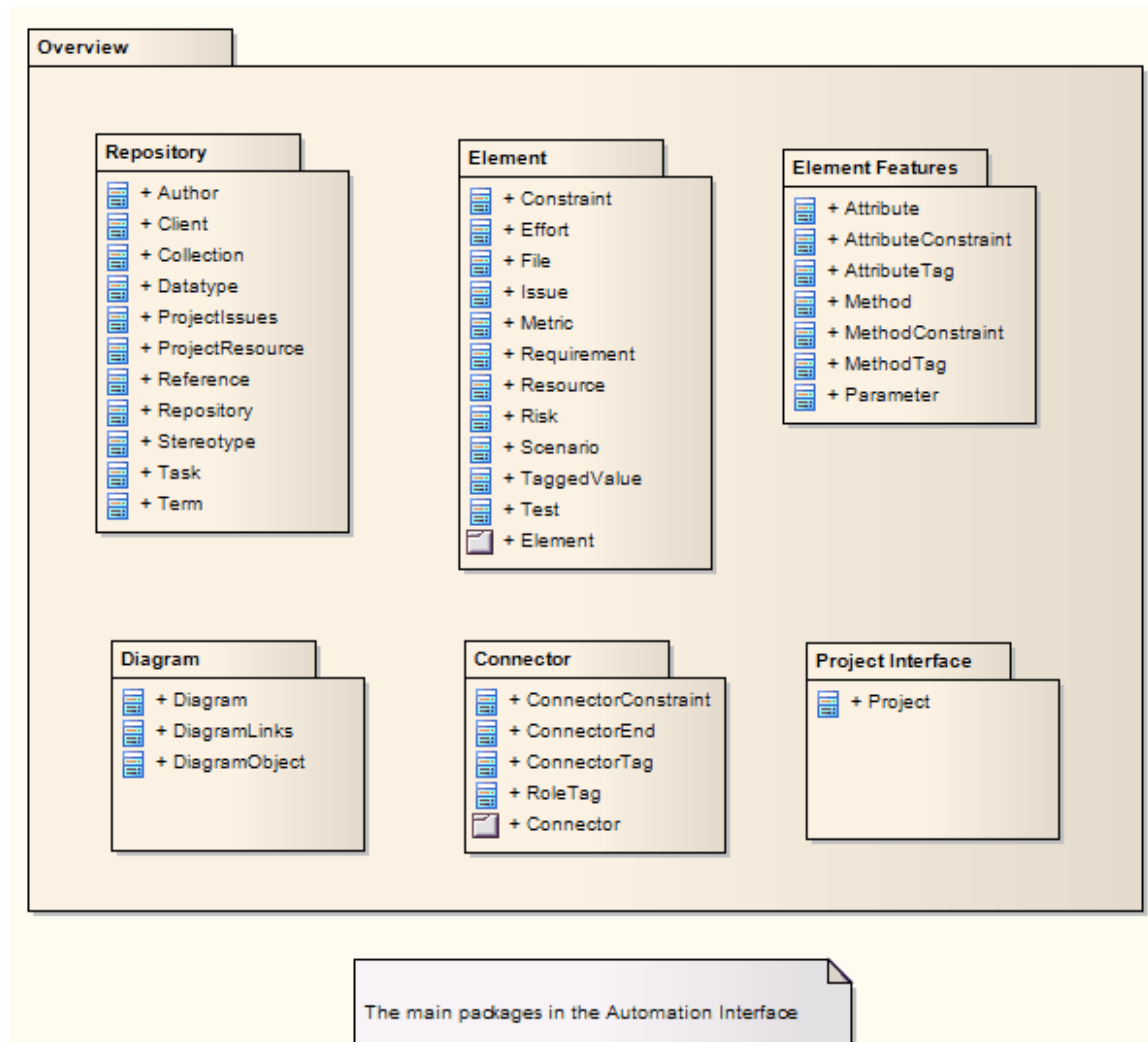 Overview
Repository
+ Author
+ Client
+ Collection
+ Datatype
+ ProjectIssues
+ ProjectResource
+ Reference
+ Repository
+ Stereotype
+ Task
+ Term
Element
+ Constraint
+ Effort
+ File
+ Issue
+ Metric
+ Requirement
+ Resource
+ Risk
+ Scenario
+ TaggedValue
+ Test
+ Element
Element Features
+ Attribute
+ AttributeConstraint
+ AttributeTag
+ Method
+ MethodConstraint
+ MethodTag
+ Parameter
Diagram
+ Diagram
+ DiagramLinks
+ DiagramObject
Connector
+ ConnectorConstraint
+ ConnectorEnd
+ ConnectorTag
+ RoleTag
+ Connector
Project Interface
+ Project
The main packages in the Automation Interface